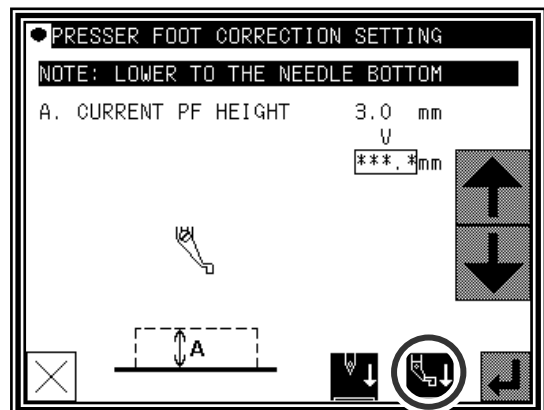 PRESSER FOOT CORRECTION SETTING
NOTE: LOWER TO THE NEEDLE BOTTOM
A. CURRENT PF HEIGHT 3.0 mm
V
***.*mm
A